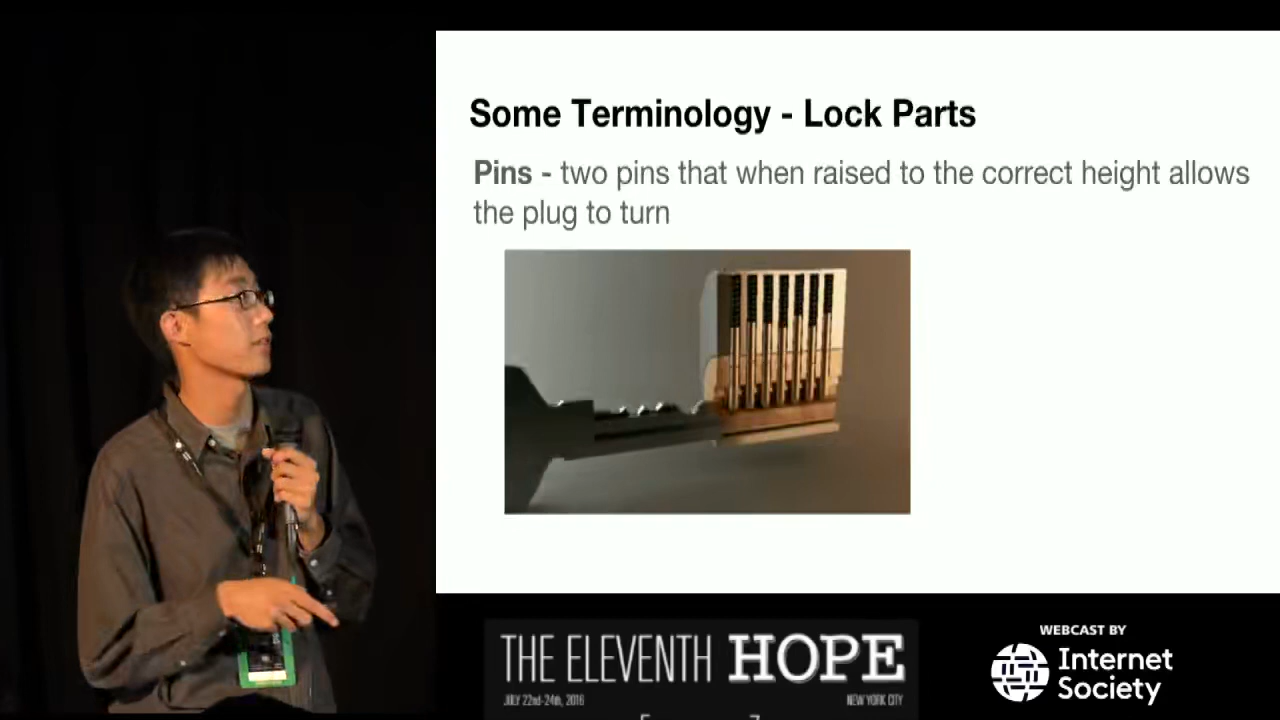 Some Terminology - Lock Parts
Pins - two pins that when raised to the correct height allows
the plug to turn
THE ELEVENTH HOPE
JULY 22nd-24th, 2016 NEW YORK CITY
WEBCAST BY
Internet
Society